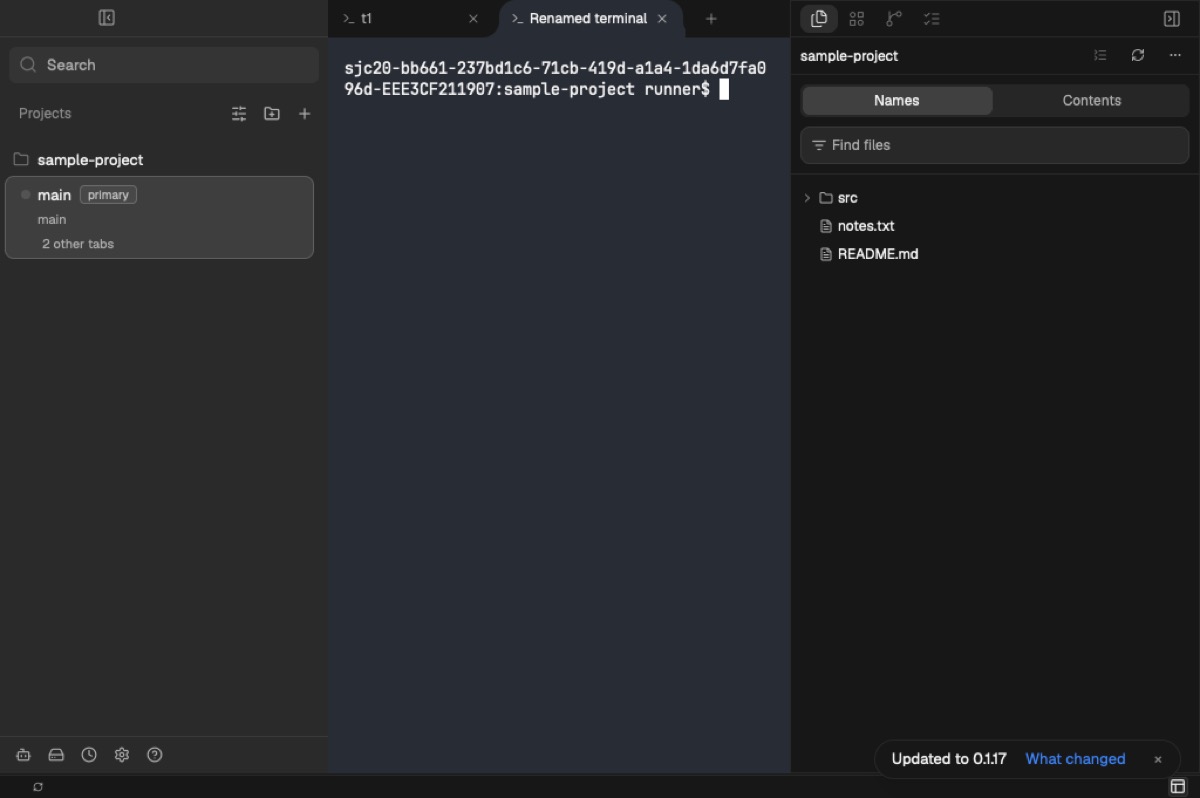 t1
Renamed terminal
Search
Projects
sample-project
main primary
main
2 other tabs
sjc20-bb661-237bd1c6-71cb-419d-a1a4-1da6d7fa0
96d-EEE3CF211907:sample-project runner$
sample-project
Names
Contents
Find files
src
notes.txt
README.md
Updated to 0.1.17
What changed